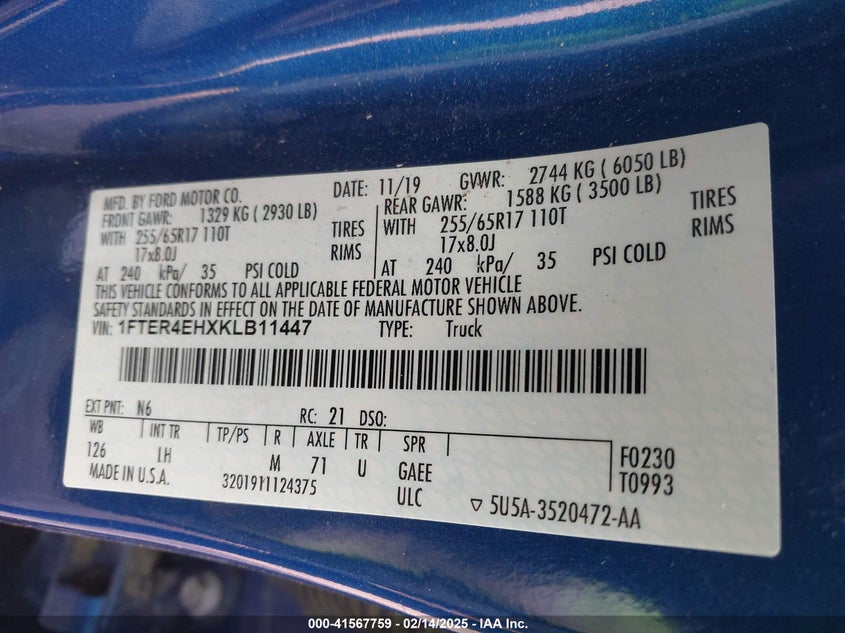 MFD. BY FORD MOTOR CO. DATE: 11/19 GVWR: 2744 KG ( 6050 LB)
FRONT GAWR: 1329 KG ( 2930 LB) REAR GAWR: 1588 KG ( 3500 LB)
WITH 255/65R17 110T TIRES WITH 255/65R17 110T TIRES
17x8.0J RIMS 17x8.0J RIMS
AT 240 kPa/ 35 PSI COLD AT 240 kPa/ 35 PSI COLD
THIS VEHICLE CONFORMS TO ALL APPLICABLE FEDERAL MOTOR VEHICLE
SAFETY STANDARDS IN EFFECT ON THE DATE OF MANUFACTURE SHOWN ABOVE.
VIN: 1FTER4EHXKLB11447 TYPE: Truck
EXT PNT: N6 RC: 21 DSO:
WB INT TR TP/PS R AXLE TR SPR
126 LH M 71 U GAEE F0230
MADE IN U.S.A. 320191124375 ULC T0993
▽ 5U5A-3520472-AA
000-41567759 — 02/14/2025 — IAA Inc.